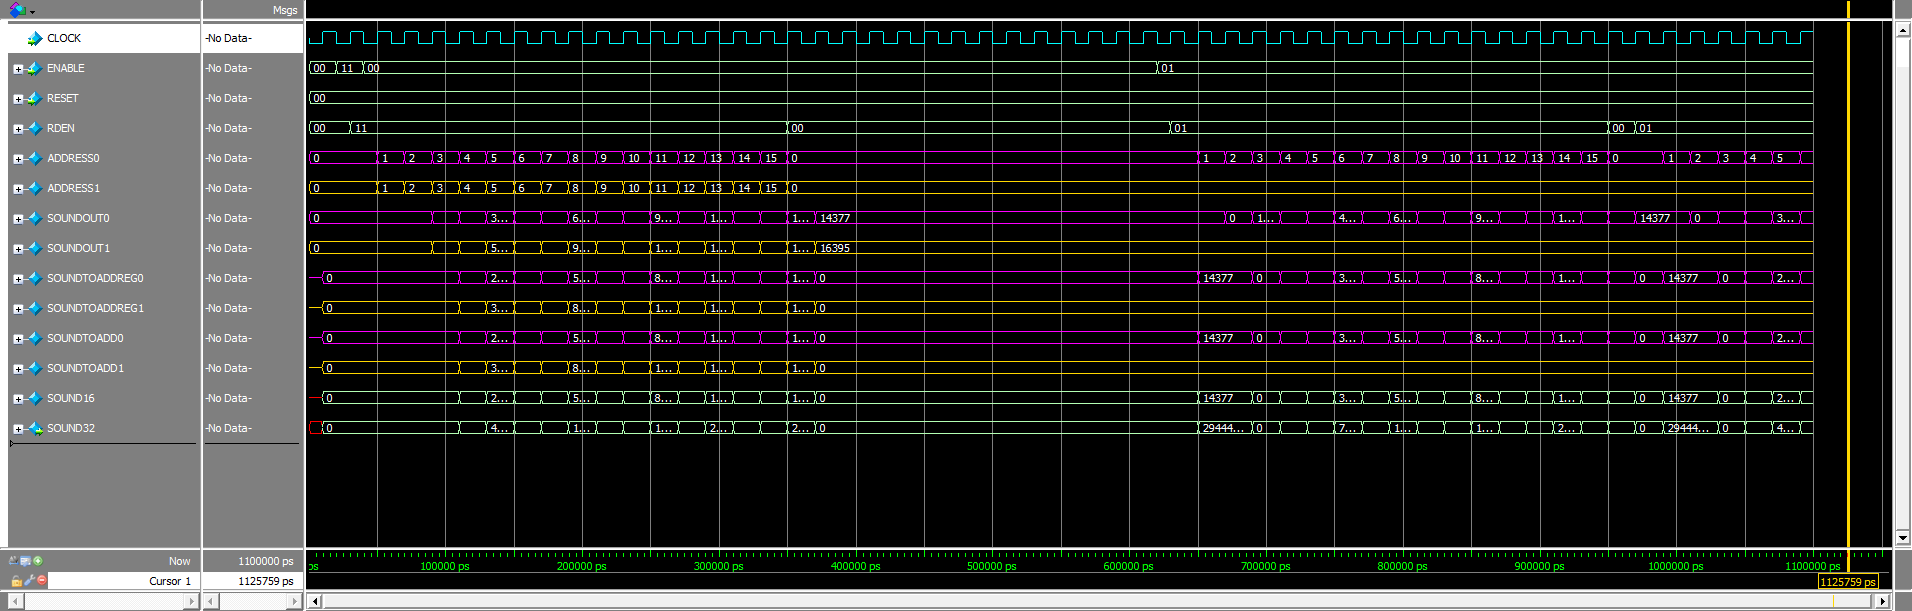 Msgs
CLOCK -No Data-
ENABLE -No Data- 00 11 00 01
RESET -No Data- 00
RDEN -No Data- 00 11 00 01 00 01
ADDRESS0 -No Data- 0 1 2 3 4 5 6 7 8 9 10 11 12 13 14 15 0 1 2 3 4 5 6 7 8 9 10 11 12 13 14 15 0 1 2 3 4 5
ADDRESS1 -No Data- 0 1 2 3 4 5 6 7 8 9 10 11 12 13 14 15 0
SOUNDOUT0 -No Data- 0 3... 6... 9... 1... 1... 14377 0 1... 4... 6... 9... 1... 14377 0 3...
SOUNDOUT1 -No Data- 0 5... 9... 1... 1... 1... 16395
SOUNDTOADDREG0 -No Data- 0 2... 5... 8... 1... 1... 0 14377 0 3... 5... 8... 1... 0 14377 0 2...
SOUNDTOADDREG1 -No Data- 0 3... 8... 1... 1... 1... 0
SOUNDTOADD0 -No Data- 0 2... 5... 8... 1... 1... 0 14377 0 3... 5... 8... 1... 0 14377 0 2...
SOUNDTOADD1 -No Data- 0 3... 8... 1... 1... 1... 0
SOUND16 -No Data- 0 2... 5... 8... 1... 1... 0 14377 0 3... 5... 8... 1... 0 14377 0 2...
SOUND32 -No Data- 0 4... 1... 1... 2... 2... 0 29444... 0 7... 1... 1... 2... 0 29444... 0 4...
Now 1100000 ps ps 100000 ps 200000 ps 300000 ps 400000 ps 500000 ps 600000 ps 700000 ps 800000 ps 900000 ps 1000000 ps 1100000 ps
Cursor 1 1125759 ps 1125759 ps